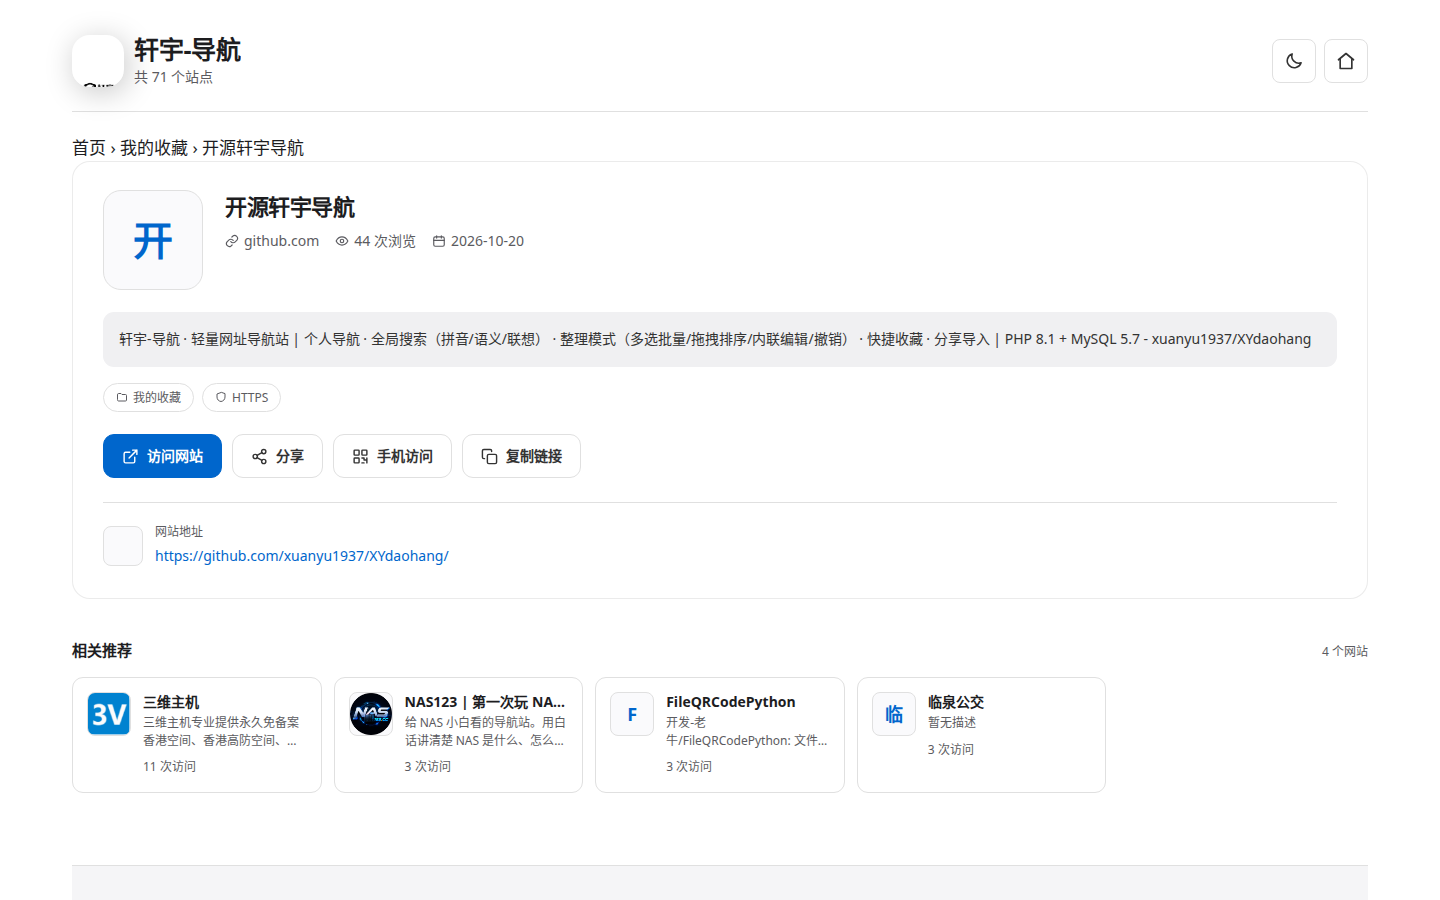 轩宇-导航
共 71 个站点
首页 › 我的收藏 › 开源轩宇导航
开
开源轩宇导航
github.com 44 次浏览 2026-10-20
轩宇-导航 · 轻量网址导航站 | 个人导航 · 全局搜索（拼音/语义/联想） · 整理模式（多选批量/拖拽排序/内联编辑/撤销） · 快捷收藏 · 分享导入 | PHP 8.1 + MySQL 5.7 - xuanyu1937/XYdaohang
我的收藏 HTTPS
访问网站 分享 手机访问 复制链接
网站地址
https://github.com/xuanyu1937/XYdaohang/
相关推荐
4 个网站
3V
三维主机
三维主机专业提供永久免备案
香港空间、香港高防空间、...
11 次访问
NAS
NAS123 | 第一次玩 NA...
给 NAS 小白看的导航站。用白
话讲清楚 NAS 是什么、怎么...
3 次访问
F
FileQRCodePython
开发-老
牛/FileQRCodePython: 文件...
3 次访问
临
临泉公交
暂无描述
3 次访问